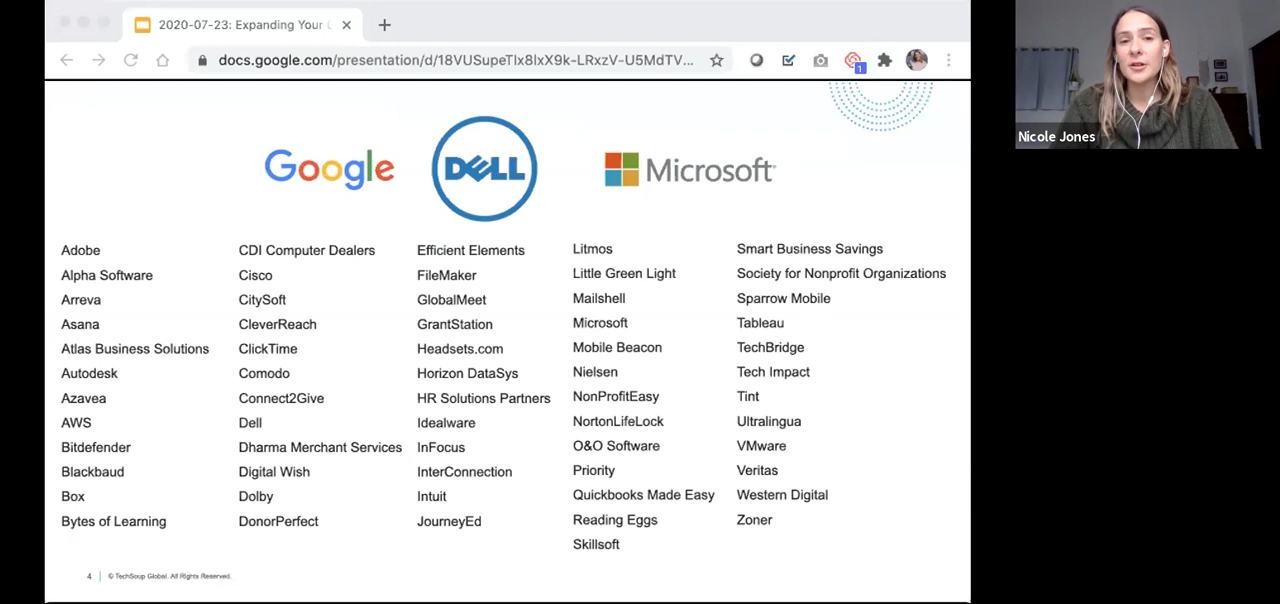 2020-07-23: Expanding Your
docs.google.com/presentation/d/18VUSupeTlx8lxX9k-LRxzV-U5MdTV...
1
Nicole Jones
Google
DELL
Microsoft
Adobe
Alpha Software
Arreva
Asana
Atlas Business Solutions
Autodesk
Azavea
AWS
Bitdefender
Blackbaud
Box
Bytes of Learning
CDI Computer Dealers
Cisco
CitySoft
CleverReach
ClickTime
Comodo
Connect2Give
Dell
Dharma Merchant Services
Digital Wish
Dolby
DonorPerfect
Efficient Elements
FileMaker
GlobalMeet
GrantStation
Headsets.com
Horizon DataSys
HR Solutions Partners
Idealware
InFocus
InterConnection
Intuit
JourneyEd
Litmos
Little Green Light
Mailshell
Microsoft
Mobile Beacon
Nielsen
NonProfitEasy
NortonLifeLock
O&O Software
Priority
Quickbooks Made Easy
Reading Eggs
Skillsoft
Smart Business Savings
Society for Nonprofit Organizations
Sparrow Mobile
Tableau
TechBridge
Tech Impact
Tint
Ultralingua
VMware
Veritas
Western Digital
Zoner
4
© TechSoup Global. All Rights Reserved.